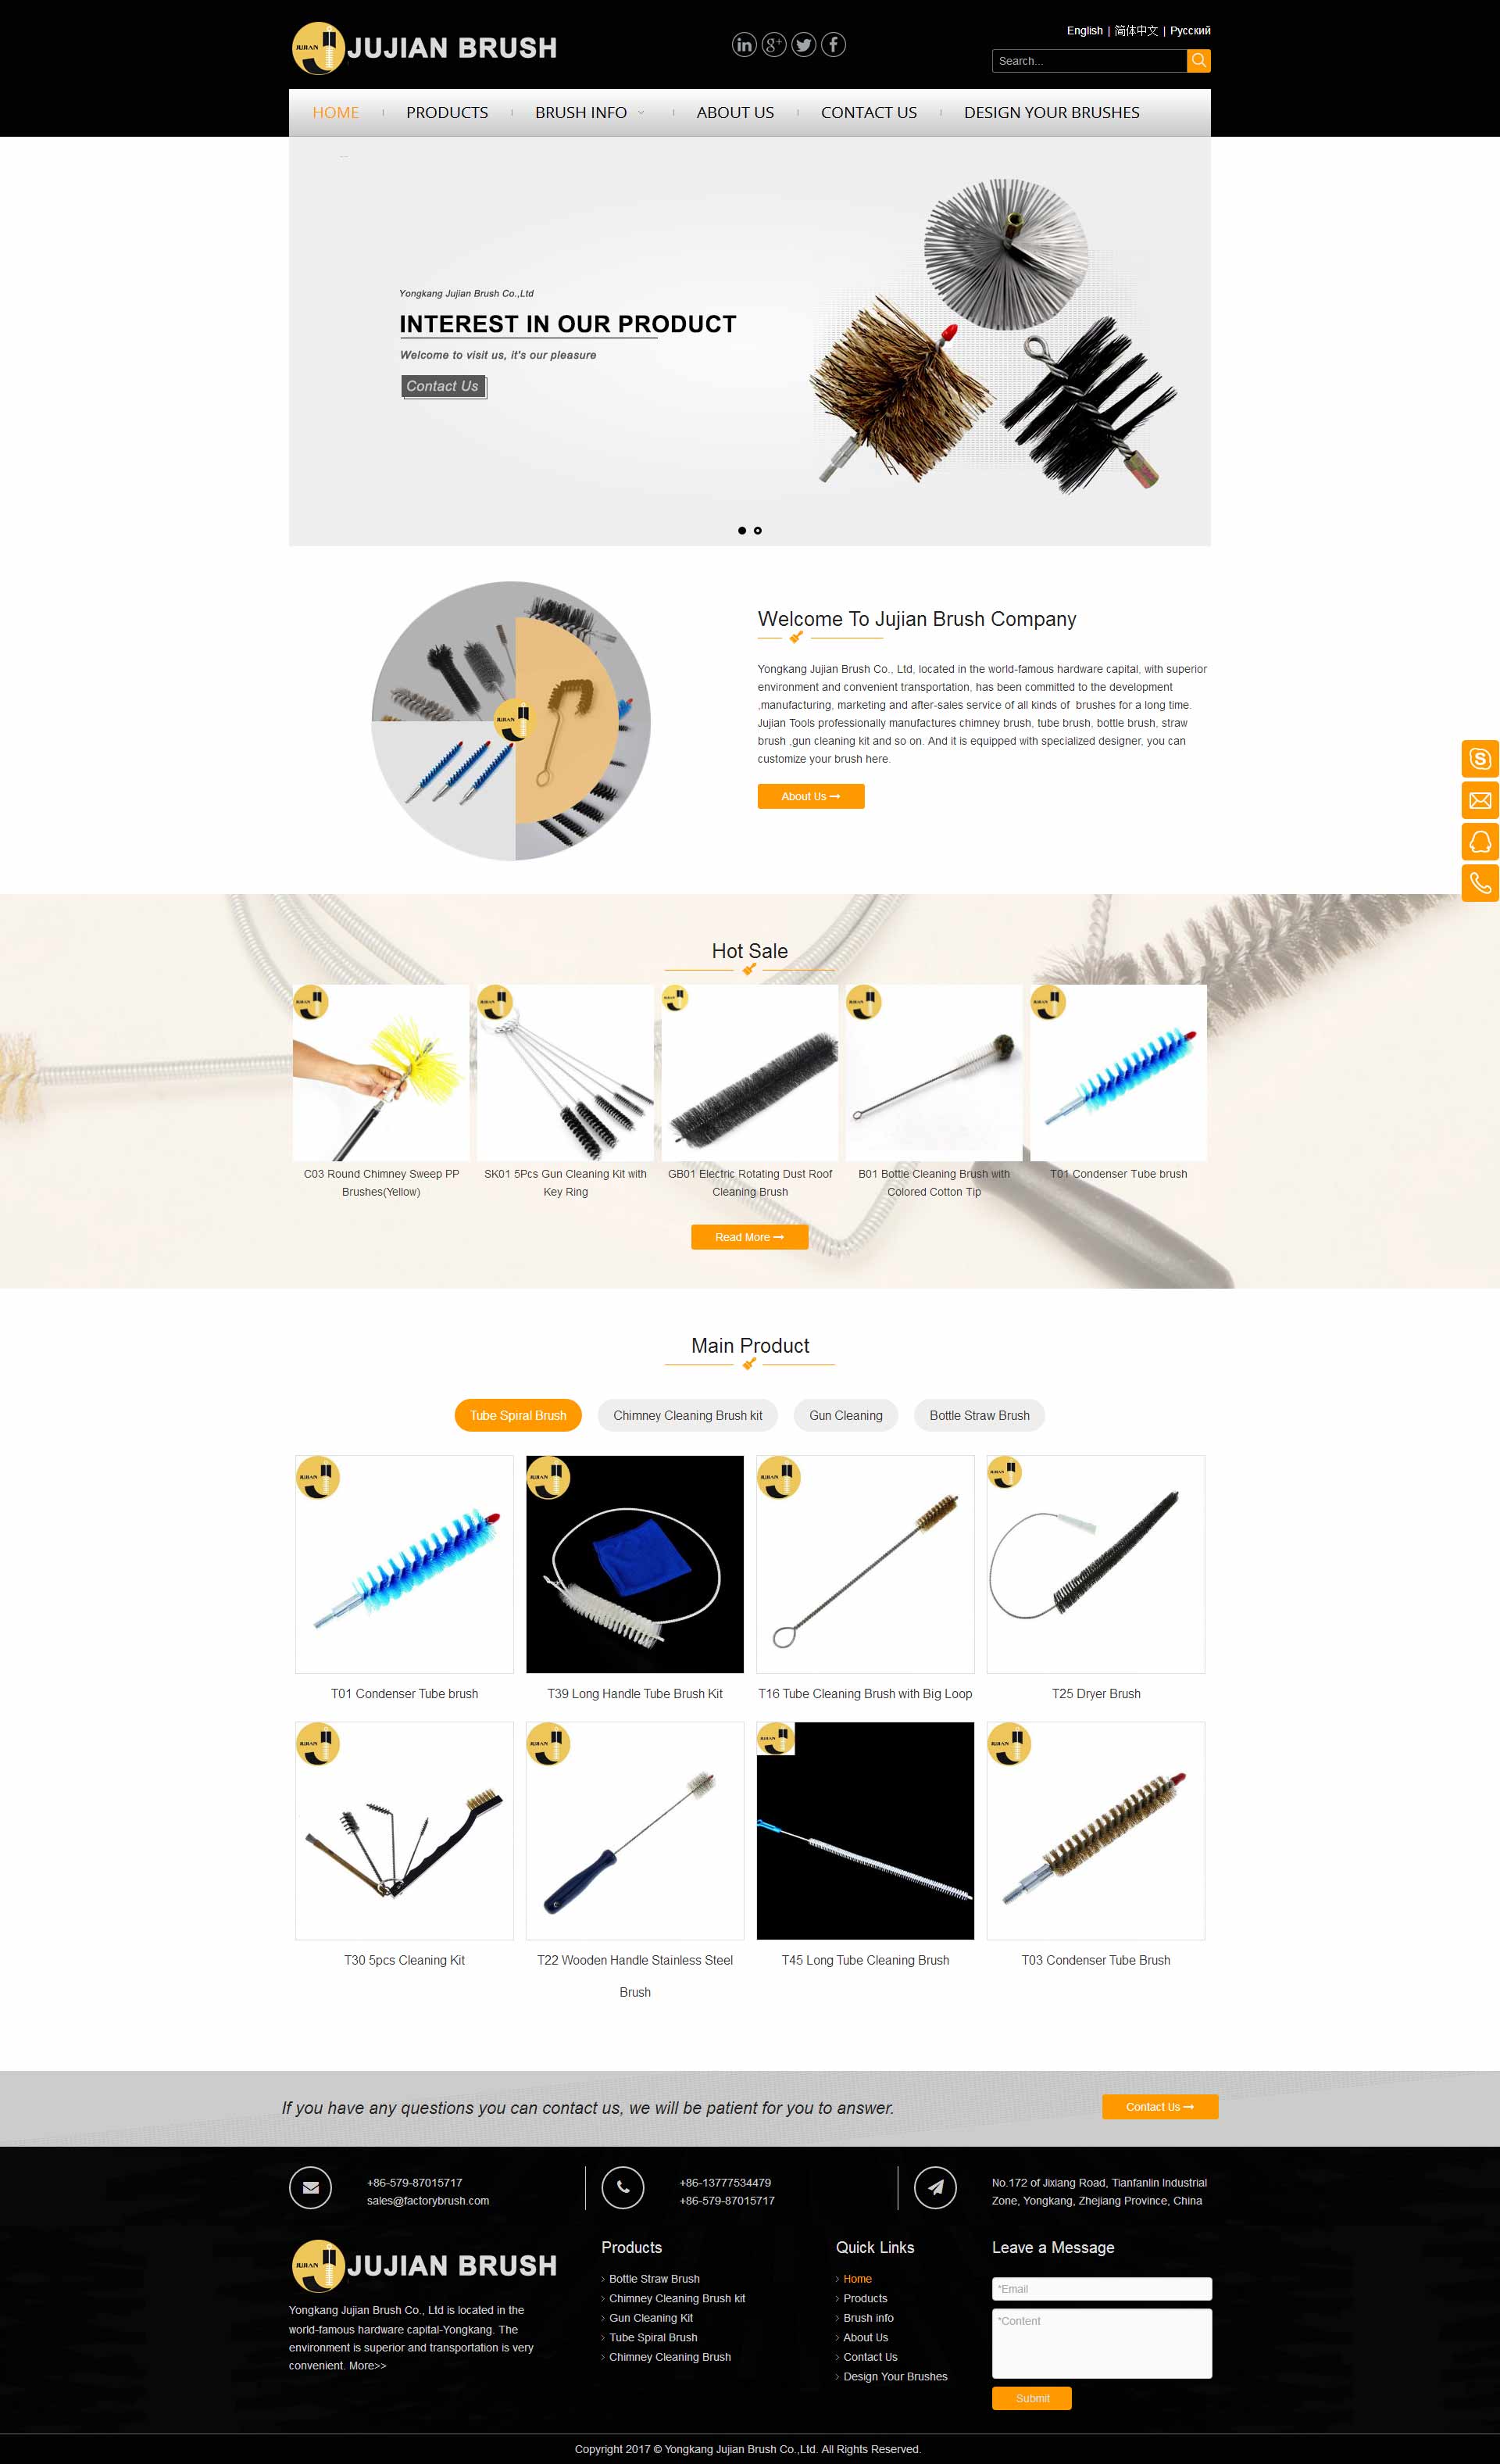 JUJIAN
JUJIAN BRUSH
English | 简体中文 | Русский
Search...
HOME
PRODUCTS
BRUSH INFO
ABOUT US
CONTACT US
DESIGN YOUR BRUSHES
Yongkang Jujian Brush Co.,Ltd
INTEREST IN OUR PRODUCT
Welcome to visit us, it's our pleasure
Contact Us
JUJIAN
Welcome To Jujian Brush Company
Yongkang Jujian Brush Co., Ltd, located in the world-famous hardware capital, with superior
environment and convenient transportation, has been committed to the development
,manufacturing, marketing and after-sales service of all kinds of  brushes for a long time.
Jujian Tools professionally manufactures chimney brush, tube brush, bottle brush, straw
brush ,gun cleaning kit and so on. And it is equipped with specialized designer, you can
customize your brush here.
About Us
Hot Sale
JUJIAN
JUJIAN
JUJIAN
JUJIAN
JUJIAN
C03 Round Chimney Sweep PP
Brushes(Yellow)
SK01 5Pcs Gun Cleaning Kit with
Key Ring
GB01 Electric Rotating Dust Roof
Cleaning Brush
B01 Bottle Cleaning Brush with
Colored Cotton Tip
T01 Condenser Tube brush
Read More
Main Product
Tube Spiral Brush
Chimney Cleaning Brush kit
Gun Cleaning
Bottle Straw Brush
JUJIAN
JUJIAN
JUJIAN
JUJIAN
T01 Condenser Tube brush
T39 Long Handle Tube Brush Kit
T16 Tube Cleaning Brush with Big Loop
T25 Dryer Brush
JUJIAN
JUJIAN
JUJIAN
JUJIAN
T30 5pcs Cleaning Kit
T22 Wooden Handle Stainless Steel
Brush
T45 Long Tube Cleaning Brush
T03 Condenser Tube Brush
If you have any questions you can contact us, we will be patient for you to answer.
Contact Us
+86-579-87015717
sales@factorybrush.com
+86-13777534479
+86-579-87015717
No.172 of Jixiang Road, Tianfanlin Industrial
Zone, Yongkang, Zhejiang Province, China
JUJIAN
JUJIAN BRUSH
Yongkang Jujian Brush Co., Ltd is located in the
world-famous hardware capital-Yongkang. The
environment is superior and transportation is very
convenient. More>>
Products
Bottle Straw Brush
Chimney Cleaning Brush kit
Gun Cleaning Kit
Tube Spiral Brush
Chimney Cleaning Brush
Quick Links
Home
Products
Brush info
About Us
Contact Us
Design Your Brushes
Leave a Message
*Email
*Content
Submit
Copyright 2017 © Yongkang Jujian Brush Co.,Ltd. All Rights Reserved.